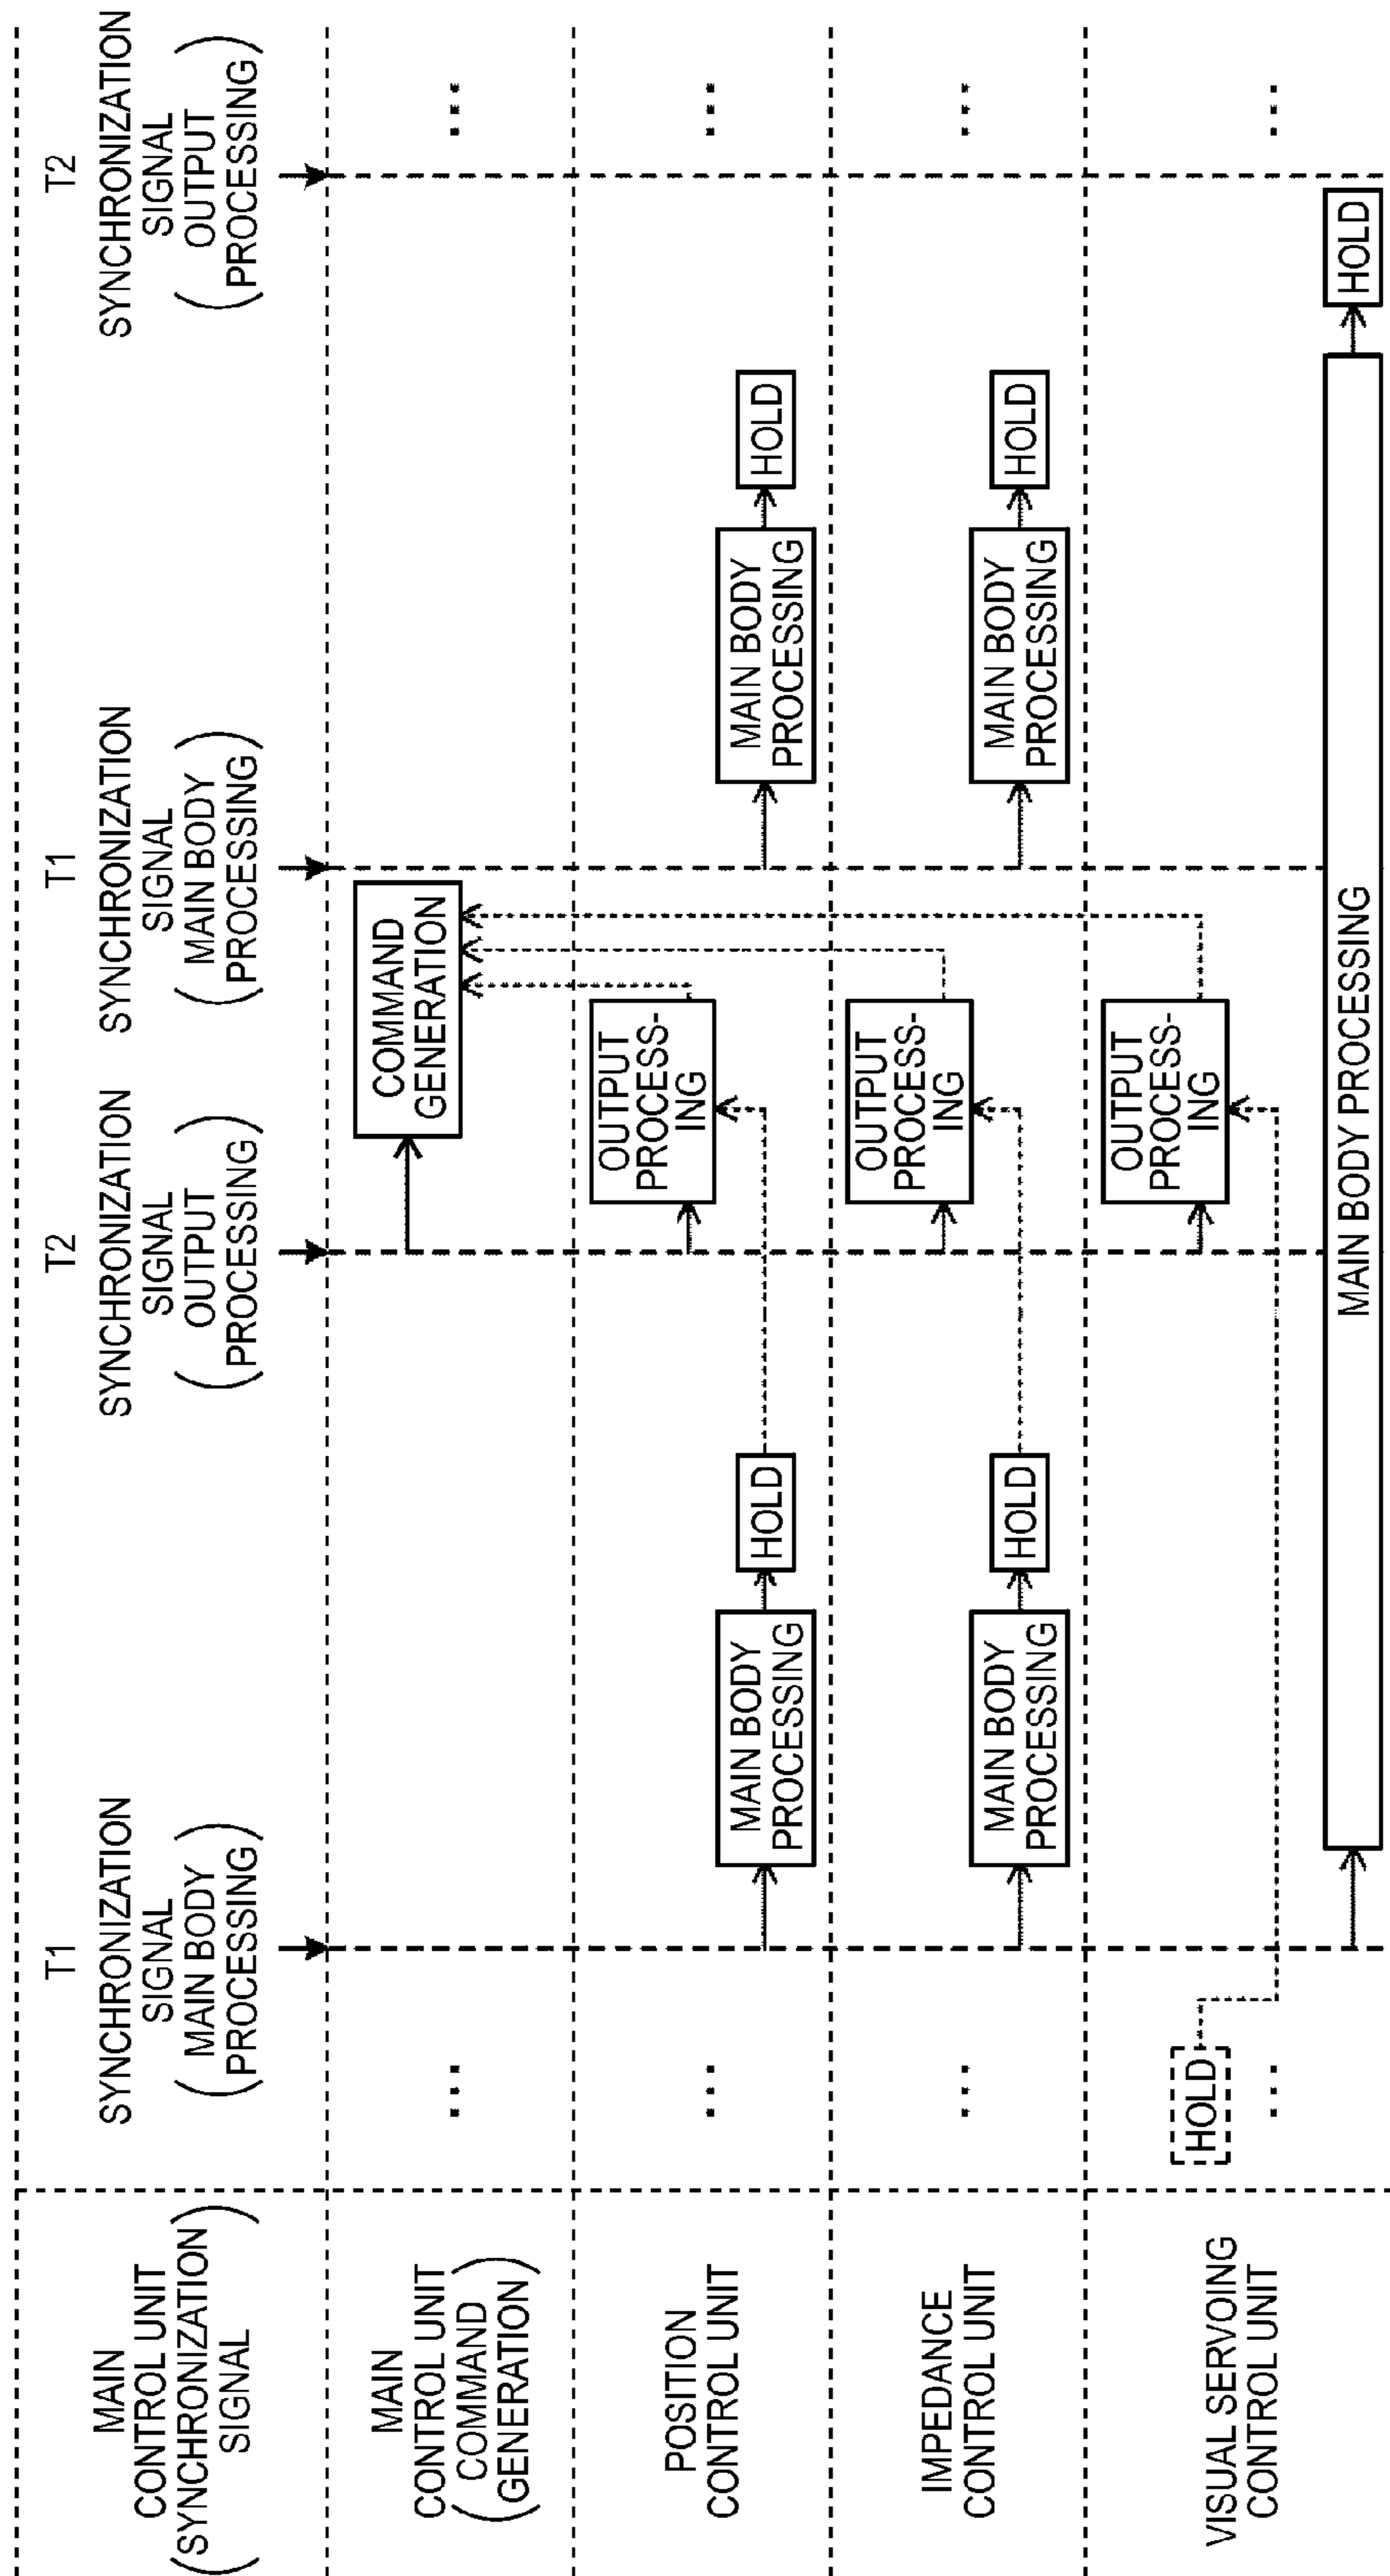 MAIN
CONTROL UNIT
(SYNCHRONIZATION
SIGNAL)
T1
SYNCHRONIZATION
SIGNAL
(MAIN BODY
PROCESSING)
T2
SYNCHRONIZATION
SIGNAL
(OUTPUT
PROCESSING)
T1
SYNCHRONIZATION
SIGNAL
(MAIN BODY
PROCESSING)
T2
SYNCHRONIZATION
SIGNAL
(OUTPUT
PROCESSING)
MAIN
CONTROL UNIT
(COMMAND
GENERATION)
...
COMMAND
GENERATION
...
POSITION
CONTROL UNIT
...
MAIN BODY
PROCESSING
HOLD
OUTPUT
PROCESS-
ING
MAIN BODY
PROCESSING
HOLD
...
IMPEDANCE
CONTROL UNIT
...
MAIN BODY
PROCESSING
HOLD
OUTPUT
PROCESS-
ING
MAIN BODY
PROCESSING
HOLD
...
VISUAL SERVOING
CONTROL UNIT
HOLD
...
OUTPUT
PROCESS-
ING
...
MAIN BODY PROCESSING
HOLD